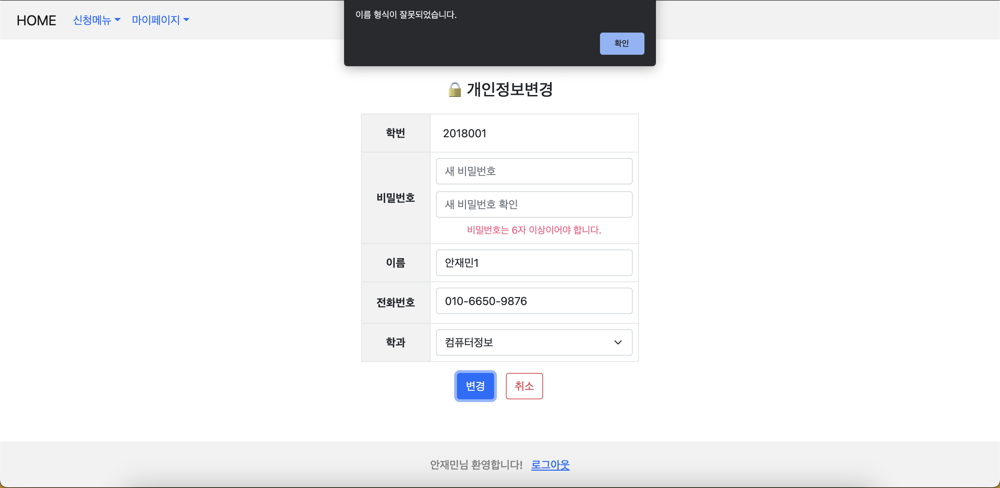 HOME 신청메뉴 마이페이지
이름 형식이 잘못되었습니다.
확인
개인정보변경
학번 2018001
비밀번호
새 비밀번호
새 비밀번호 확인
비밀번호는 6자 이상이어야 합니다.
이름 안재민1
전화번호 010-6650-9876
학과 컴퓨터정보
변경 취소
안재민님 환영합니다! 로그아웃